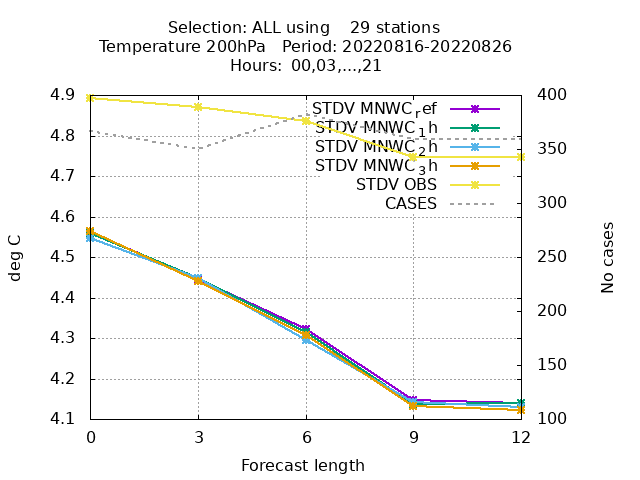 Selection: ALL using    29 stations
Temperature 200hPa   Period: 20220816-20220826
Hours:  00,03,...,21
4.9
4.8
4.7
4.6
4.5
4.4
4.3
4.2
4.1
400
350
300
250
200
150
100
STDV MNWC_ref
STDV MNWC_1h
STDV MNWC_2h
STDV MNWC_3h
STDV OBS
CASES
deg C
No cases
0 3 6 9 12
Forecast length